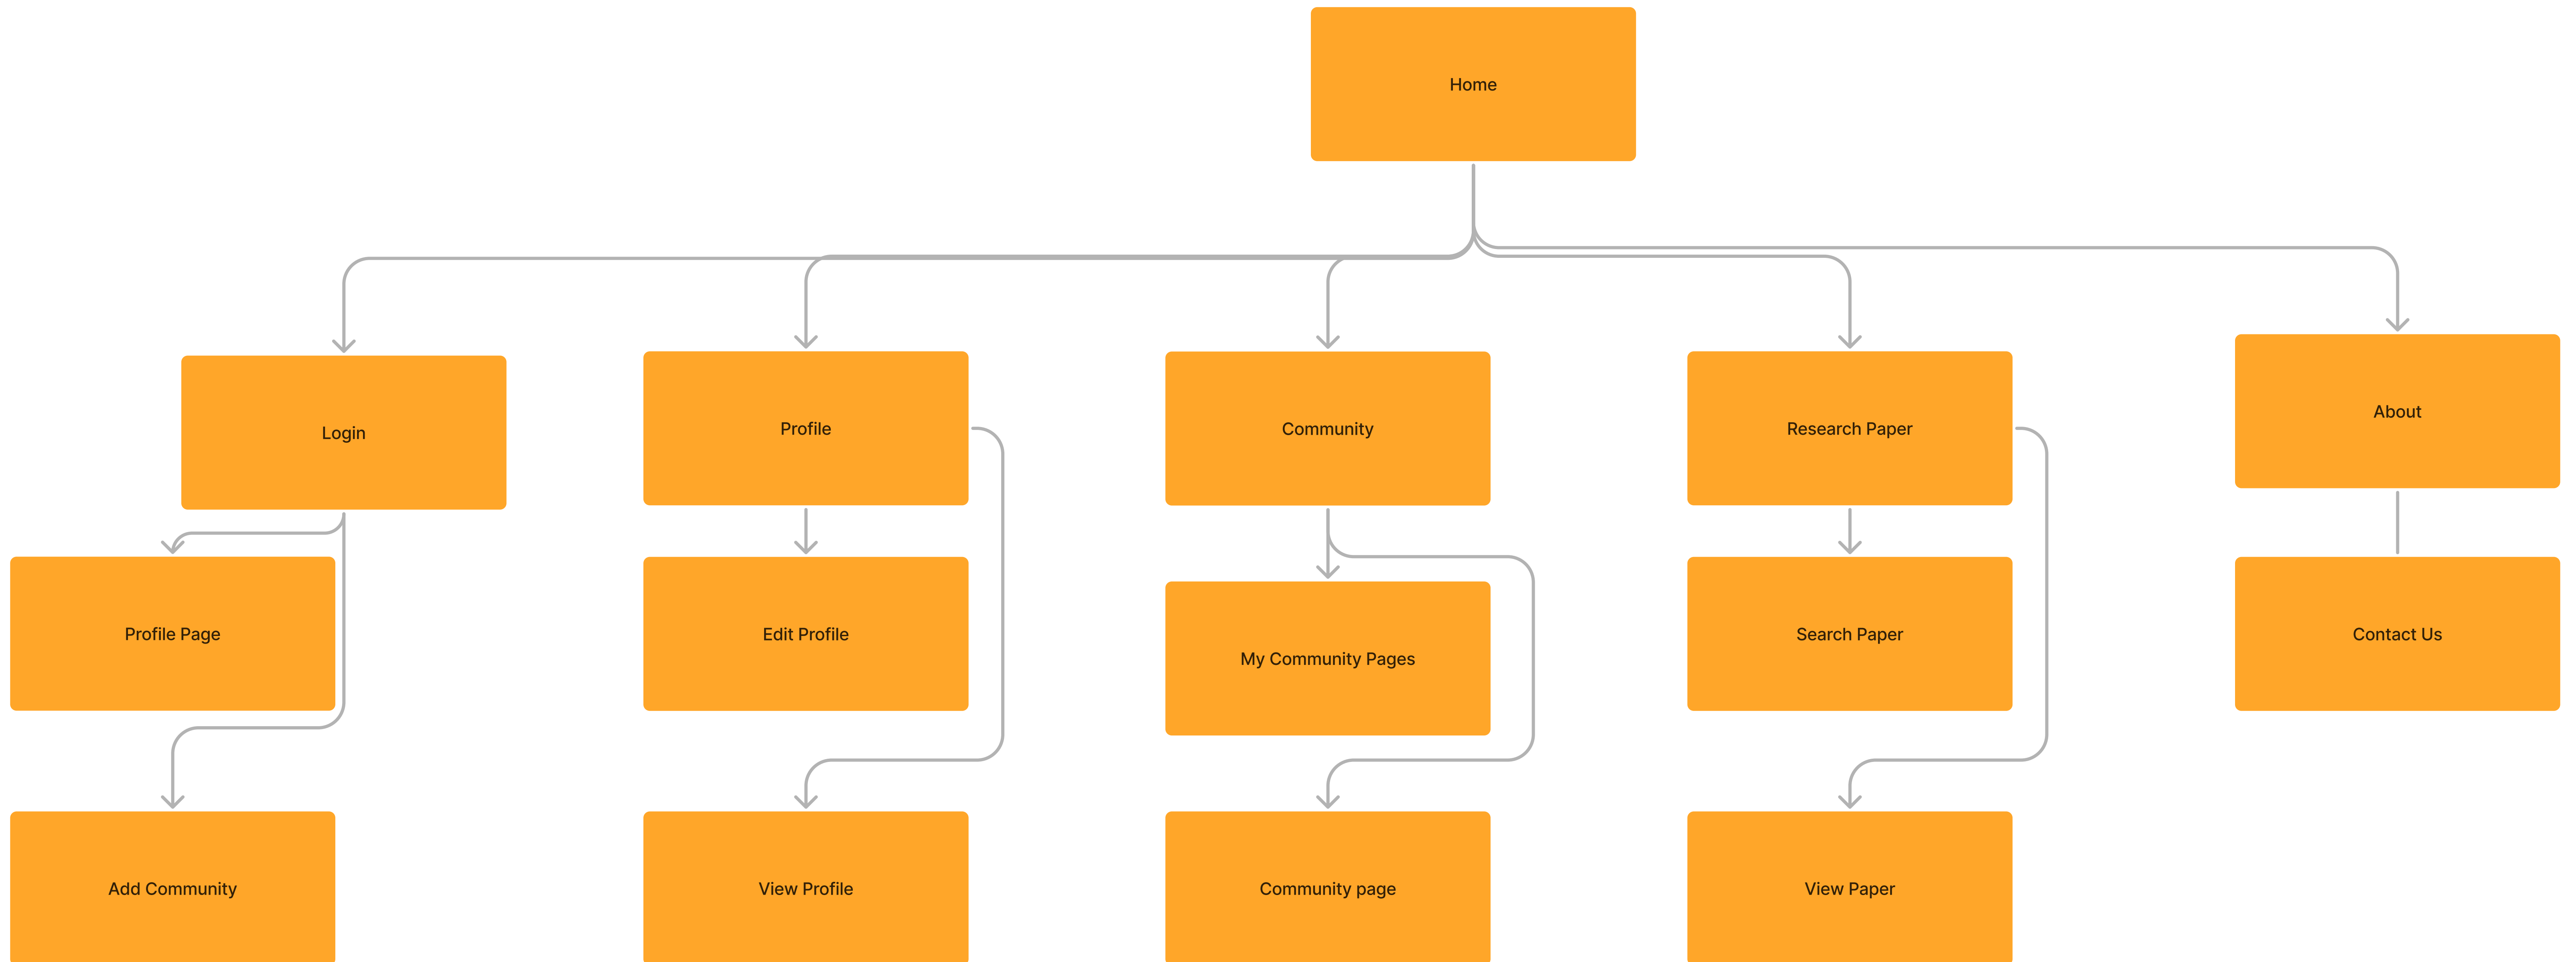 Home
Login
Profile
Community
Research Paper
About
Profile Page
Edit Profile
My Community Pages
Search Paper
Contact Us
Add Community
View Profile
Community page
View Paper